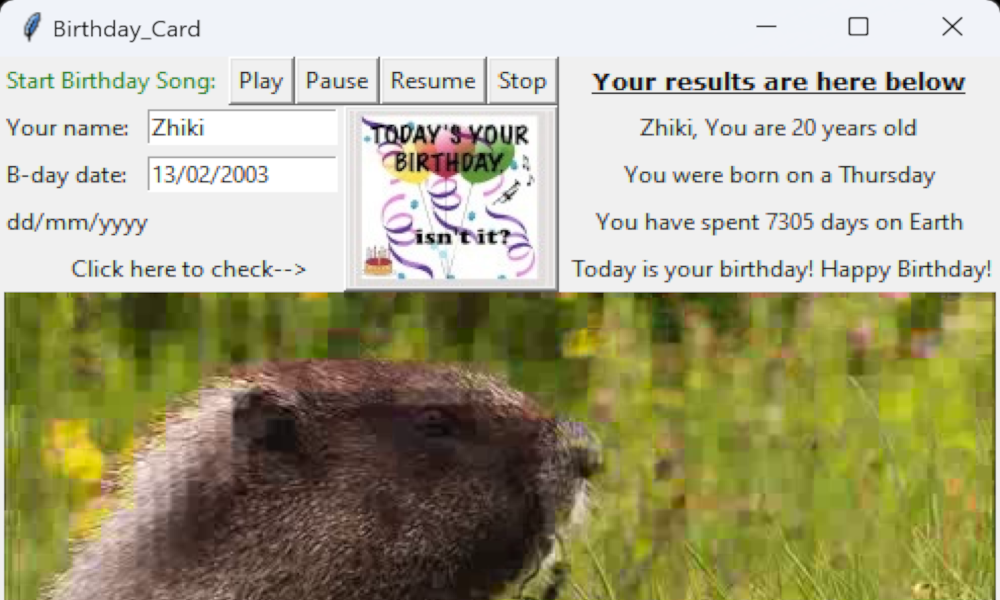 Birthday_Card
Start Birthday Song: Play Pause Resume Stop
Your name: Zhiki
B-day date: 13/02/2003
dd/mm/yyyy
Click here to check-->
TODAY'S YOUR
BIRTHDAY,
isn't it?
Your results are here below
Zhiki, You are 20 years old
You were born on a Thursday
You have spent 7305 days on Earth
Today is your birthday! Happy Birthday!